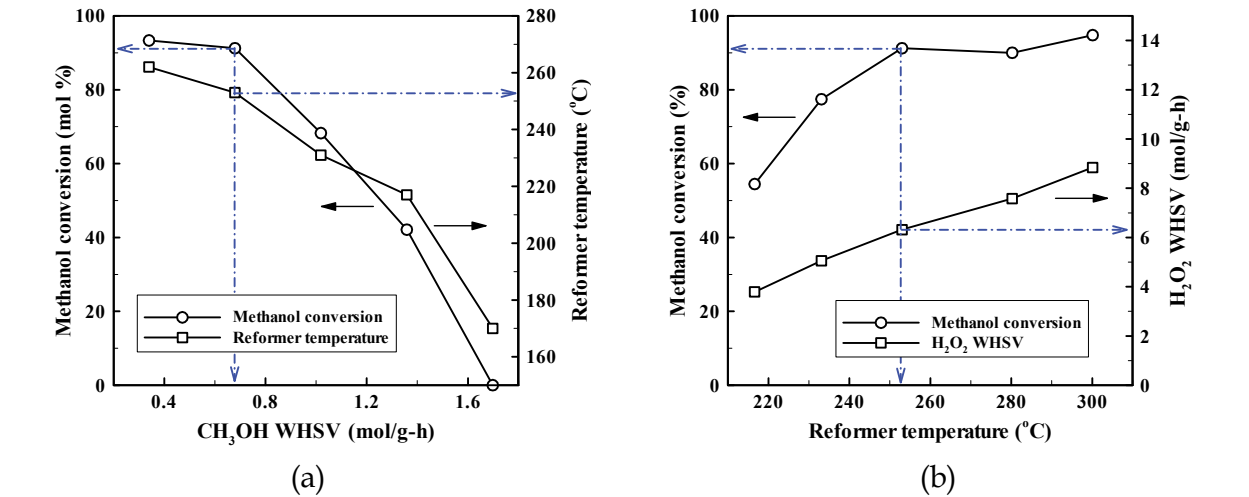 100
80
60
40
20
0
Methanol conversion (mol %)
0.4 0.8 1.2 1.6
CH₃OH WHSV (mol/g-h)
280
260
240
220
200
180
160
Reformer temperature (°C)
Methanol conversion
Reformer temperature
(a)
100
80
60
40
20
0
Methanol conversion (%)
220 240 260 280 300
Reformer temperature (°C)
14
12
14
10
8
6
4
2
0
H₂O₂ WHSV (mol/g-h)
Methanol conversion
H₂O₂ WHSV
(b)